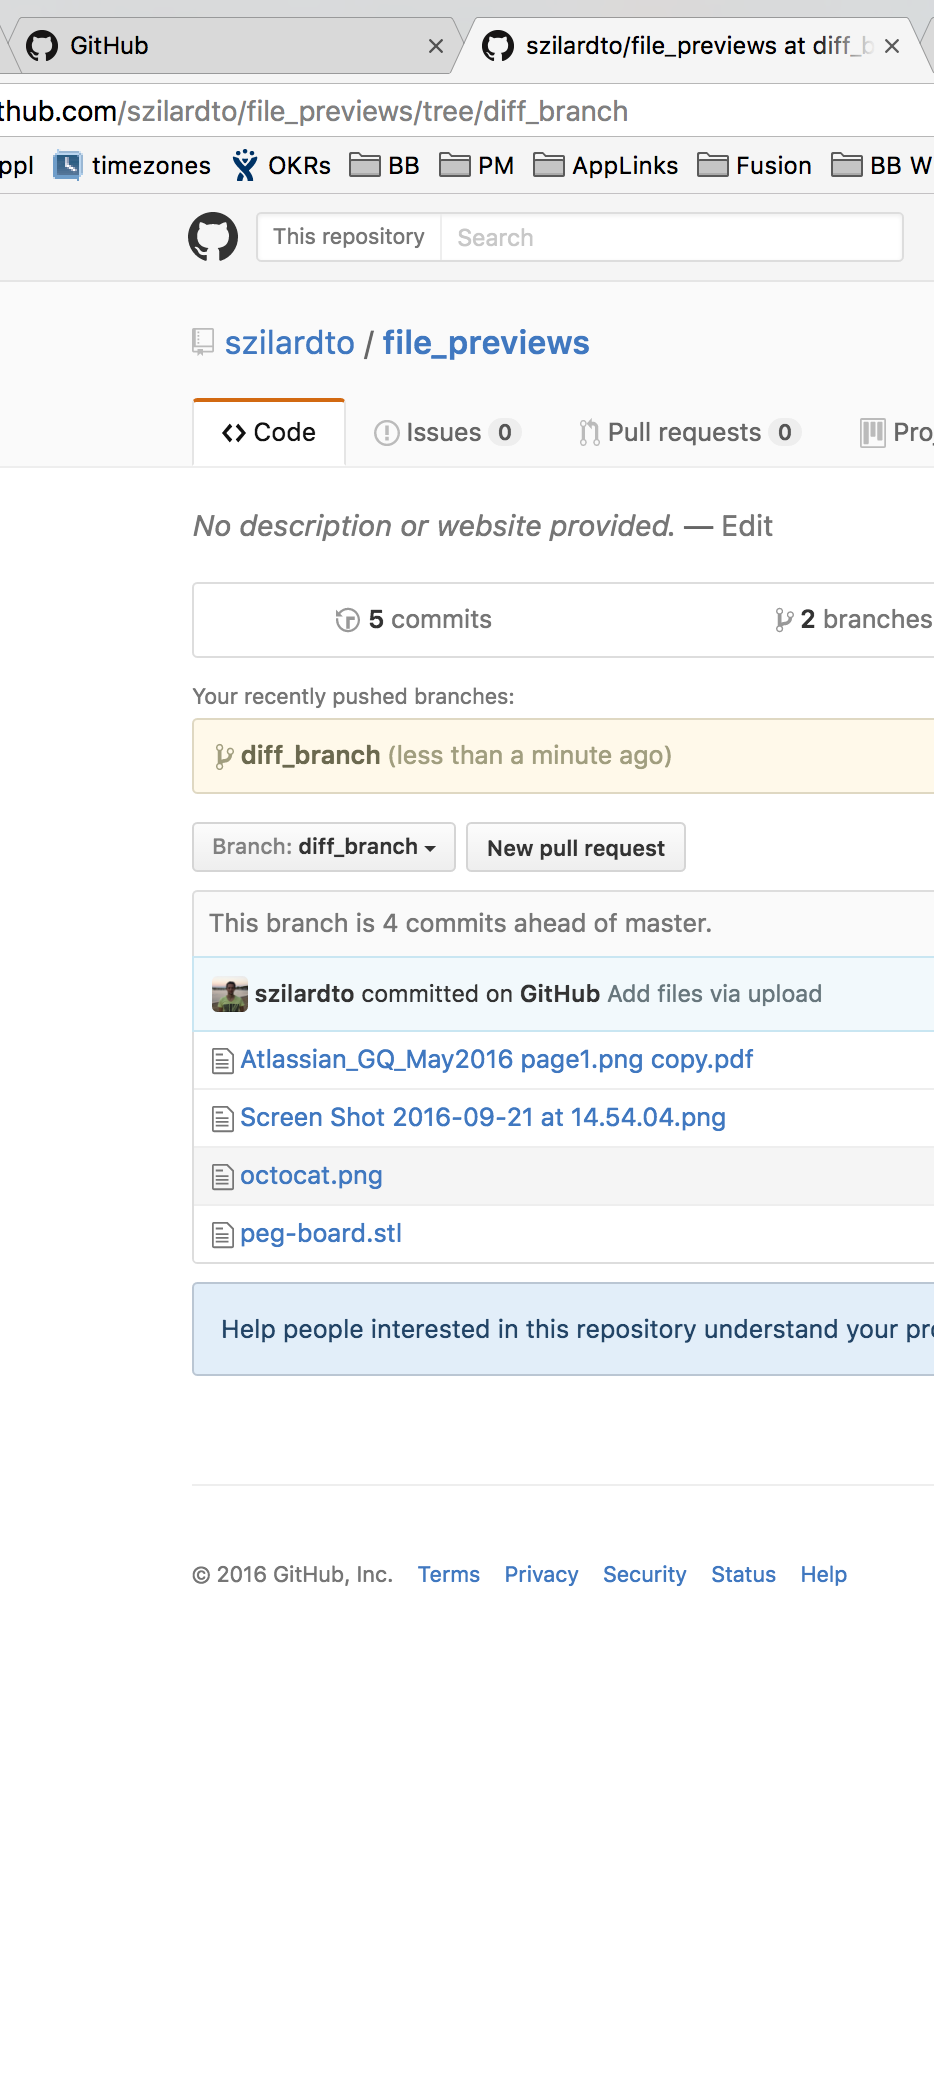 GitHub
szilardto/file_previews at diff_b
thub.com/szilardto/file_previews/tree/diff_branch
ppl timezones OKRs BB PM AppLinks Fusion BB W
This repository Search
szilardto / file_previews
Code Issues 0 Pull requests 0 Pro
No description or website provided. — Edit
5 commits 2 branches
Your recently pushed branches:
diff_branch (less than a minute ago)
Branch: diff_branch New pull request
This branch is 4 commits ahead of master.
szilardto committed on GitHub Add files via upload
Atlassian_GQ_May2016 page1.png copy.pdf
Screen Shot 2016-09-21 at 14.54.04.png
octocat.png
peg-board.stl
Help people interested in this repository understand your pro
© 2016 GitHub, Inc. Terms Privacy Security Status Help